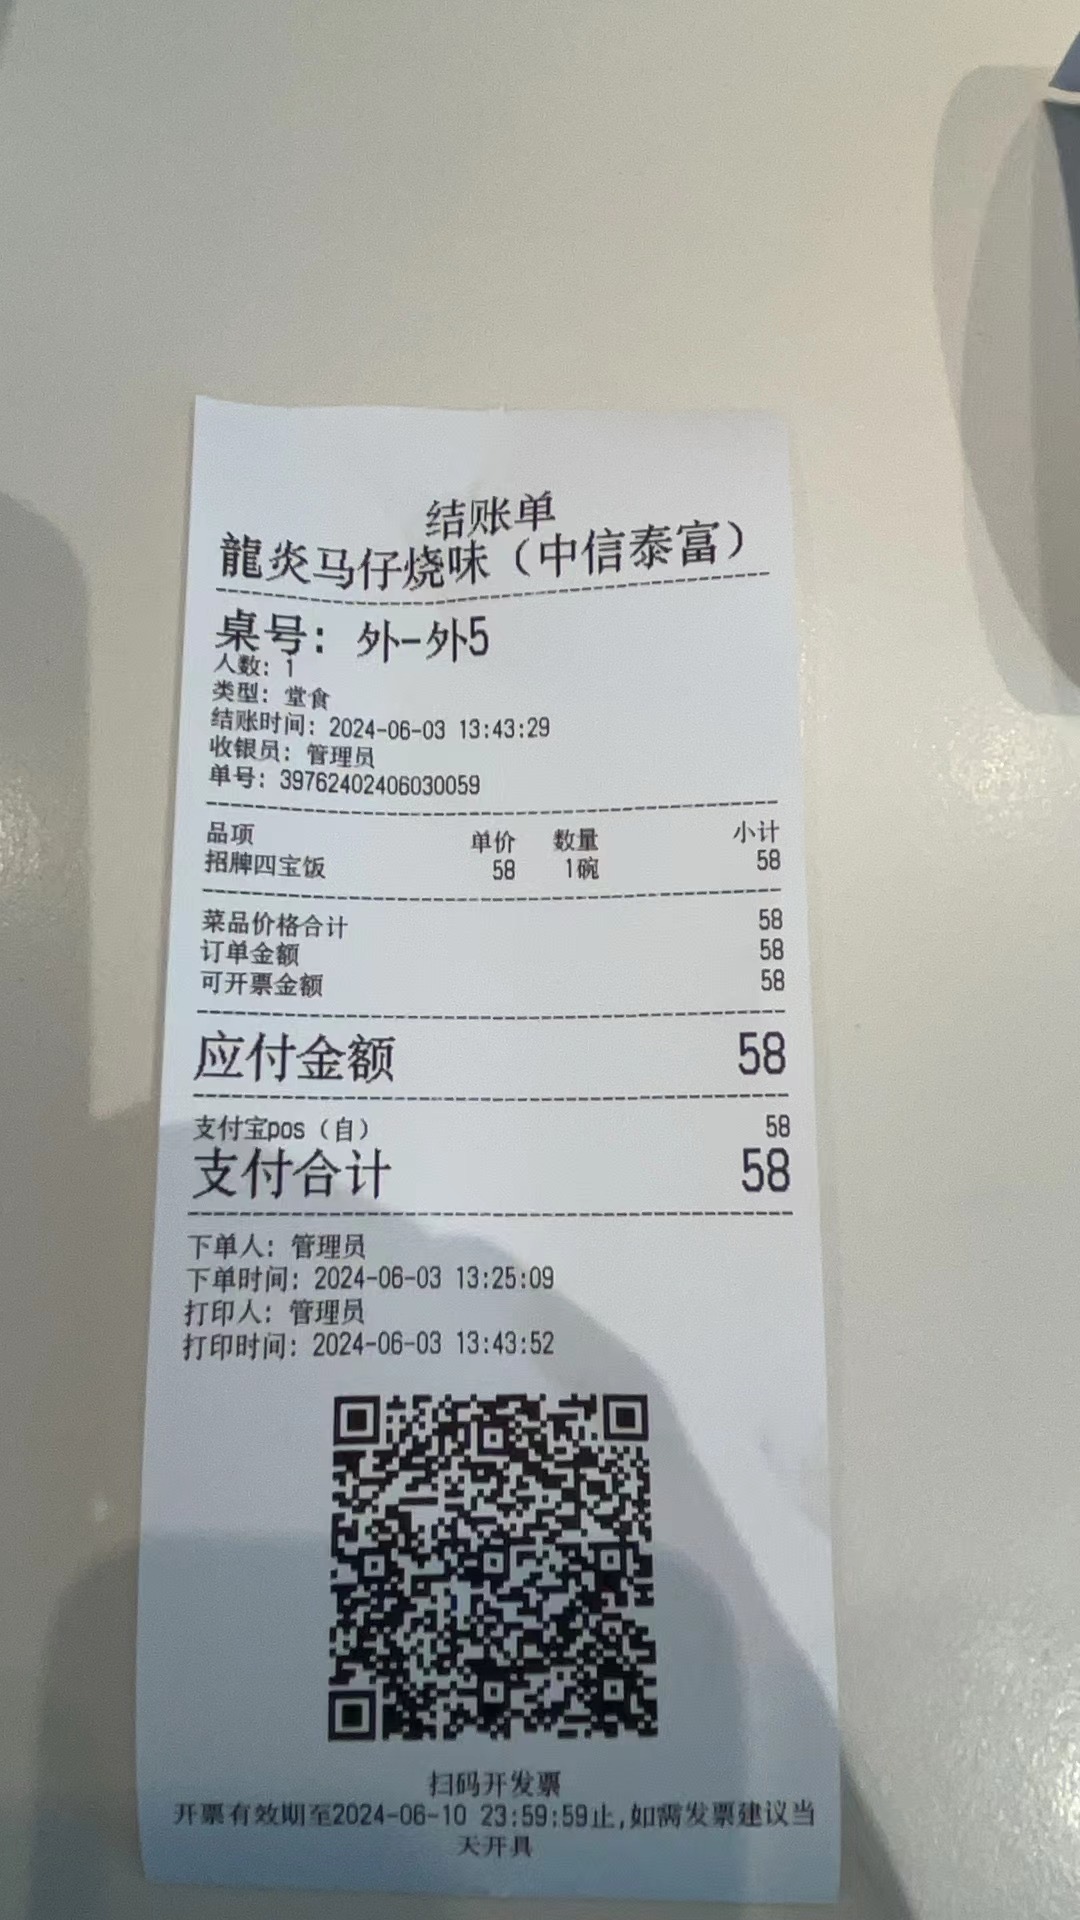 结账单
龍炎马仔烧味（中信泰富）
桌号：外-外5
人数：1
类型：堂食
结账时间：2024-06-03 13:43:29
收银员：管理员
单号：39762402406030059
品项 单价 数量 小计
招牌四宝饭 58 1碗 58
菜品价格合计 58
订单金额 58
可开票金额 58
应付金额 58
支付宝pos（自） 58
支付合计 58
下单人：管理员
下单时间：2024-06-03 13:25:09
打印人：管理员
打印时间：2024-06-03 13:43:52
扫码开发票
开票有效期至2024-06-10 23:59:59止,如需发票建议当
天开具